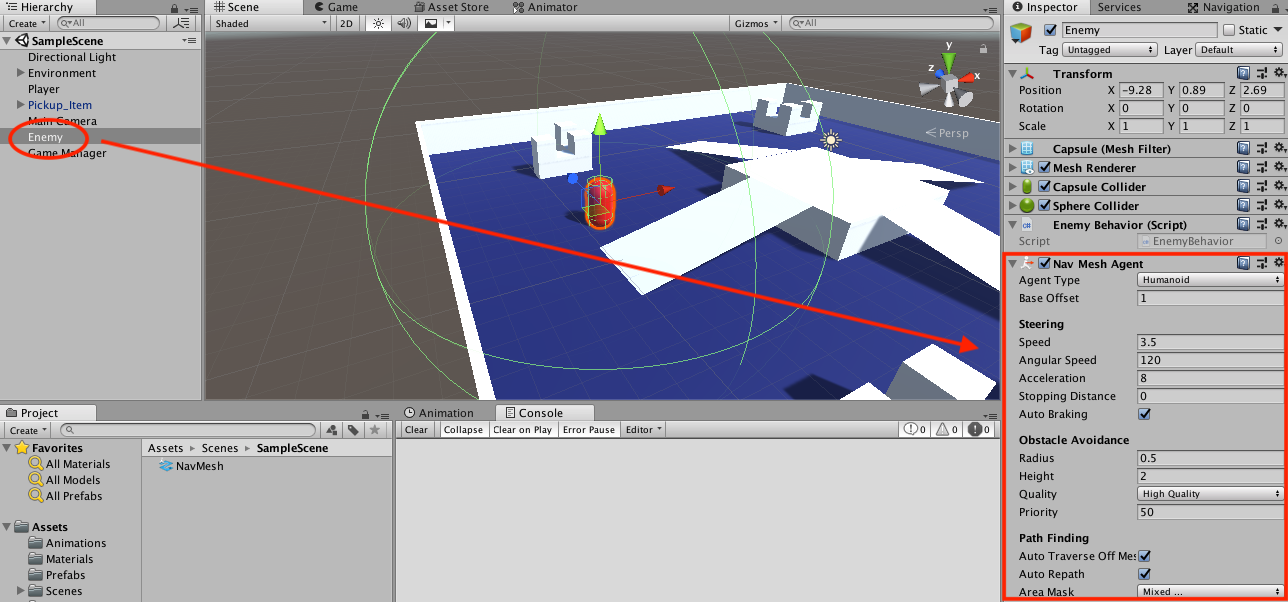 Hierarchy
Create
All
SampleScene
Directional Light
Environment
Player
Pickup_Item
Main Camera
Enemy
Game Manager
Scene
Game
Asset Store
Animator
Shaded
2D
Gizmos
All
y
z
x
Persp
Project
Create
Favorites
All Materials
All Models
All Prefabs
Assets
Animations
Materials
Prefabs
Scenes
Assets ▸ Scenes ▸ SampleScene
NavMesh
Animation
Console
Clear
Collapse
Clear on Play
Error Pause
Editor
0
0
0
Inspector
Services
Navigation
Enemy
Static
Tag Untagged
Layer Default
Transform
Position X -9.28 Y 0.89 Z 2.69
Rotation X 0 Y 0 Z 0
Scale X 1 Y 1 Z 1
Capsule (Mesh Filter)
Mesh Renderer
Capsule Collider
Sphere Collider
Enemy Behavior (Script)
Script EnemyBehavior
Nav Mesh Agent
Agent Type Humanoid
Base Offset 1
Steering
Speed 3.5
Angular Speed 120
Acceleration 8
Stopping Distance 0
Auto Braking
Obstacle Avoidance
Radius 0.5
Height 2
Quality High Quality
Priority 50
Path Finding
Auto Traverse Off Mes
Auto Repath
Area Mask Mixed ...